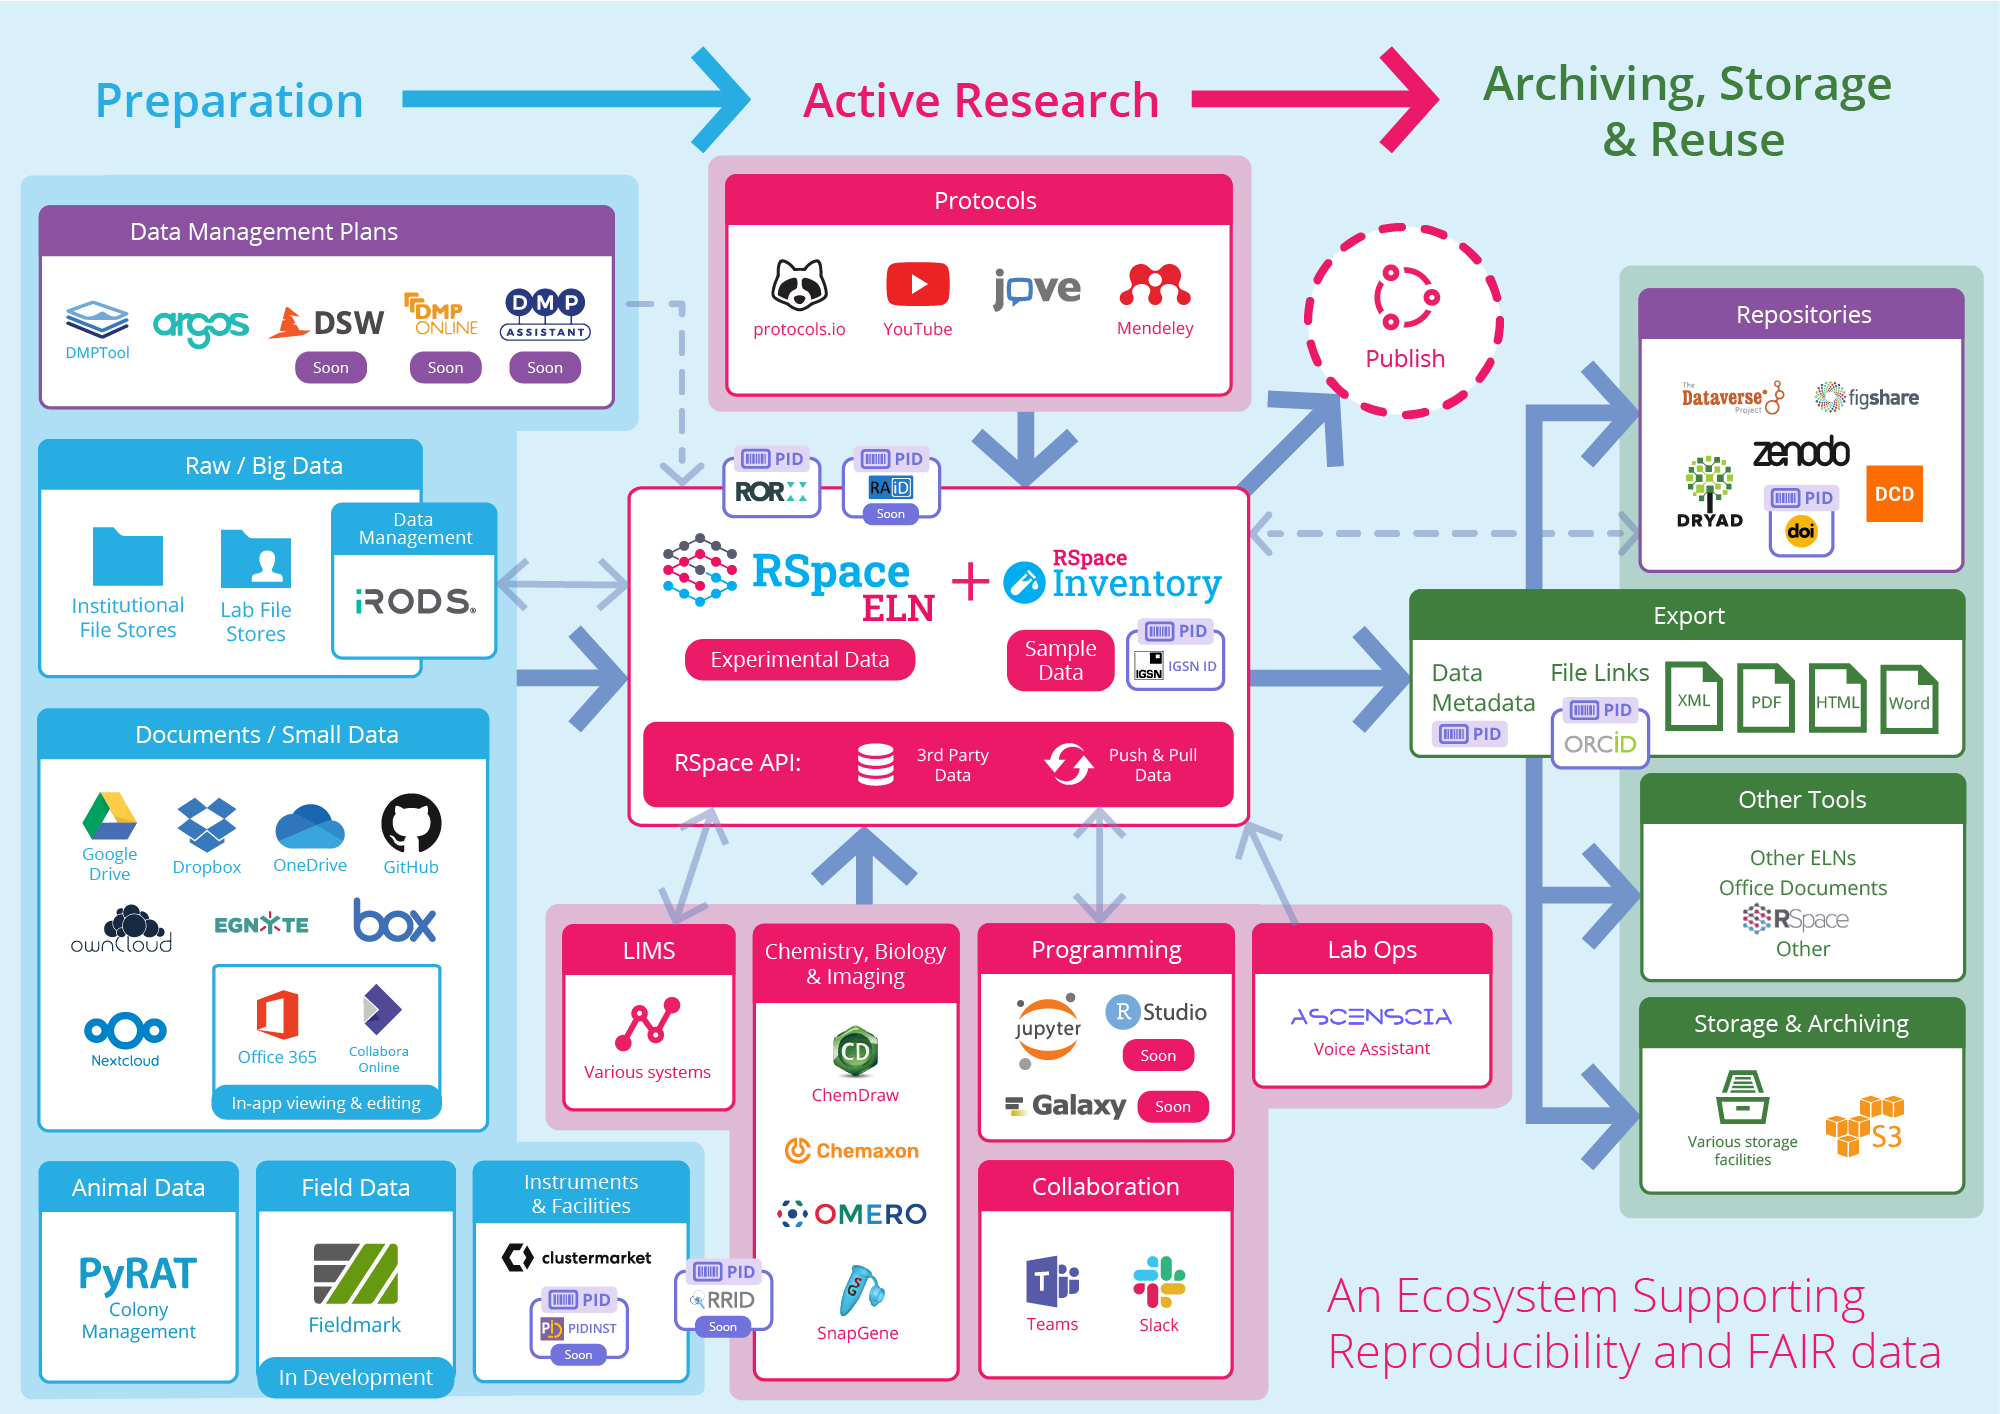 Preparation
Active Research
Archiving, Storage
& Reuse
Data Management Plans
DMPTool
argos
DSW
Soon
DMP
ONLINE
Soon
DMP
ASSISTANT
Soon
Protocols
protocols.io
YouTube
jove
Mendeley
Publish
Raw / Big Data
Institutional
File Stores
Lab File
Stores
Data
Management
iRODS
Documents / Small Data
Google
Drive
Dropbox
OneDrive
GitHub
ownCloud
EGNYTE
box
Nextcloud
Office 365
Collabora
Online
In-app viewing & editing
Animal Data
PyRAT
Colony
Management
Field Data
Fieldmark
In Development
Instruments
& Facilities
clustermarket
PID
PIDINST
Soon
PID
RRID
Soon
PID
ROR
PID
RAiD
Soon
RSpace
ELN
+
RSpace
Inventory
Experimental Data
Sample
Data
PID
IGSN
IGSN ID
RSpace API:
3rd Party
Data
Push & Pull
Data
LIMS
Various systems
Chemistry, Biology
& Imaging
CD
ChemDraw
Chemaxon
OMERO
SG
SnapGene
Programming
jupyter
R Studio
Soon
Galaxy
Soon
Collaboration
T
Teams
Slack
Lab Ops
ASCENSCIA
Voice Assistant
Repositories
The
Dataverse
Project
figshare
DRYAD
zenodo
PID
doi
DCD
Export
Data
Metadata
PID
File Links
PID
ORCID
XML
PDF
HTML
Word
Other Tools
Other ELNs
Office Documents
RSpace
Other
Storage & Archiving
Various storage
facilities
S3
An Ecosystem Supporting
Reproducibility and FAIR data